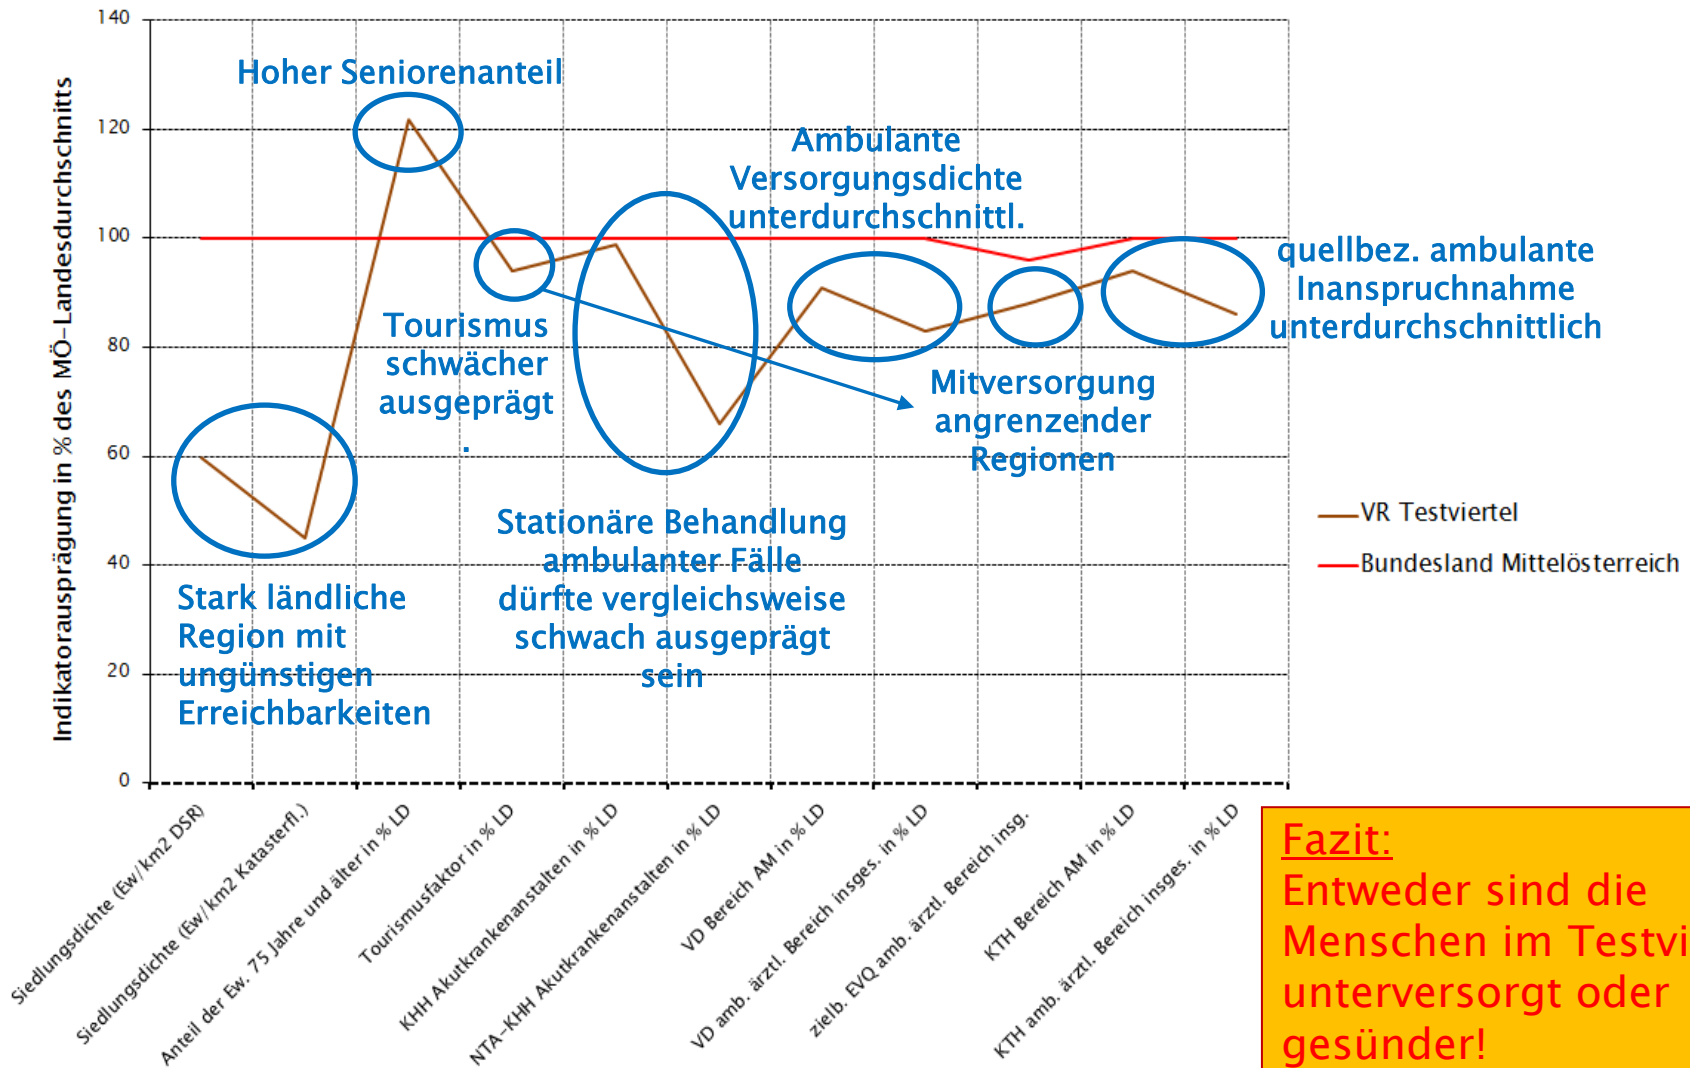 Indikatorausprägung in % des MÖ-Landesdurchschnitts
140
120
100
80
60
40
20
0
Hoher Seniorenanteil
Ambulante
Versorgungsdichte
unterdurchschnittl.
quellbez. ambulante
Inanspruchnahme
unterdurchschnittlich
Tourismus
schwächer
ausgeprägt
.
Mitversorgung
angrenzender
Regionen
Stationäre Behandlung
ambulanter Fälle
dürfte vergleichsweise
schwach ausgeprägt
sein
Stark ländliche
Region mit
ungünstigen
Erreichbarkeiten
VR Testviertel
Bundesland Mittelösterreich
Siedlungsdichte (Ew/km2 DSR)
Siedlungsdichte (Ew/km2 Katasterfl.)
Anteil der Ew. 75 Jahre und älter in % LD
Tourismusfaktor in % LD
KHH Akutkrankenanstalten in % LD
NTA-KHH Akutkrankenanstalten in % LD
VD Bereich AM in % LD
VD amb. ärztl. Bereich insges. in % LD
zielb. EVQ amb. ärztl. Bereich insg.
KTH Bereich AM in % LD
KTH amb. ärztl. Bereich insges. in % LD
Fazit:
Entweder sind die
Menschen im Testvi
unterversorgt oder
gesünder!